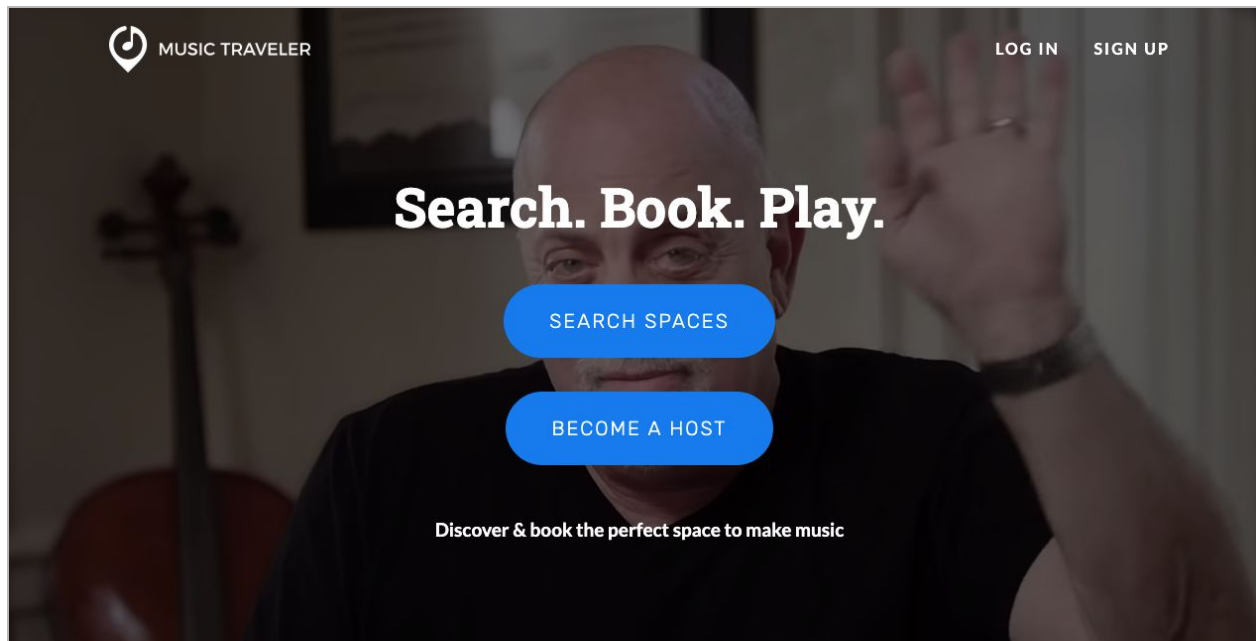 MUSIC TRAVELER
LOG IN SIGN UP
Search. Book. Play.
SEARCH SPACES
BECOME A HOST
Discover & book the perfect space to make music